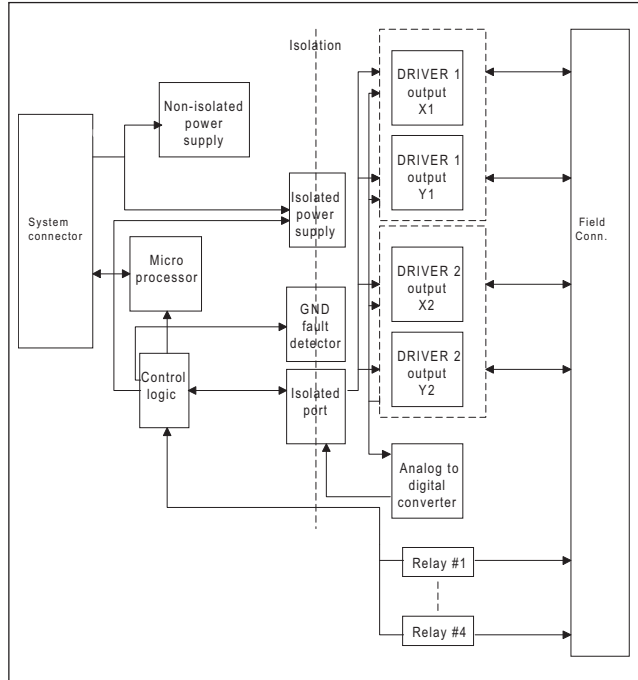 Isolation
Non-isolated
power
supply
DRIVER 1
output
X1
DRIVER 1
output
Y1
System
connector
Isolated
power
supply
Field
Conn.
Micro
processor
DRIVER 2
output
X2
GND
fault
detector
DRIVER 2
output
Y2
Control
logic
Isolated
port
Analog to
digital
converter
Relay #1
Relay #4